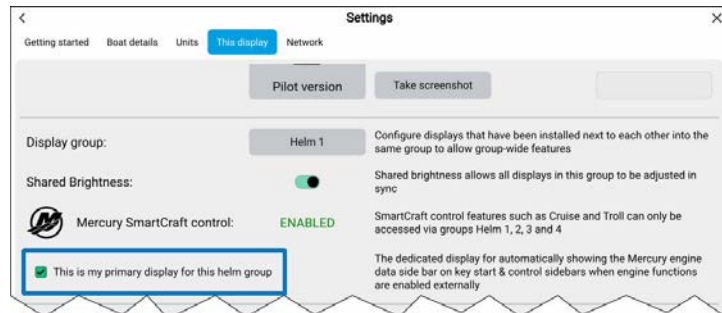 Settings
Getting started Boat details Units This display Network
Pilot version Take screenshot
Display group: Helm 1 Configure displays that have been installed next to each other into the
same group to allow group-wide features
Shared Brightness: Shared brightness allows all displays in this group to be adjusted in
sync
Mercury SmartCraft control: ENABLED SmartCraft control features such as Cruise and Troll can only be
accessed via groups Helm 1, 2, 3 and 4
This is my primary display for this helm group The dedicated display for automatically showing the Mercury engine
data side bar on key start & control sidebars when engine functions
are enabled externally